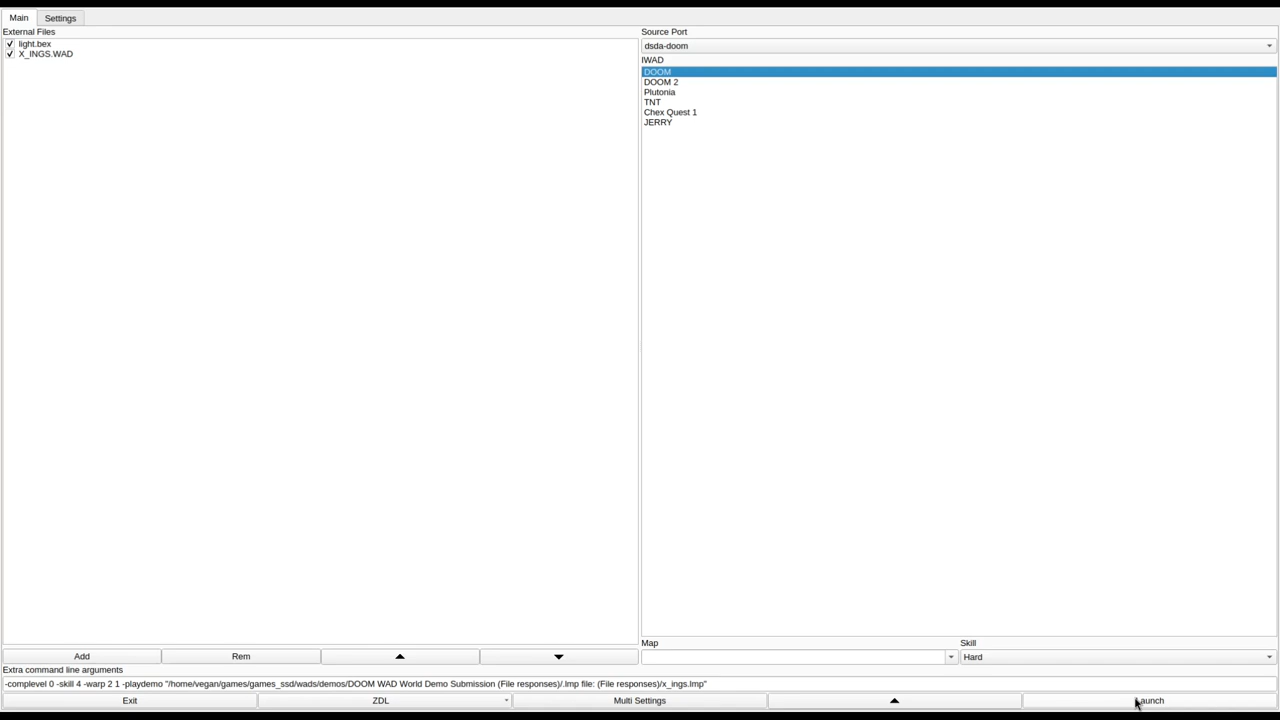 Main Settings
External Files
light.bex
X_INGS.WAD
Source Port
dsda-doom
IWAD
DOOM
DOOM 2
Plutonia
TNT
Chex Quest 1
JERRY
Map Skill
Hard
Add Rem
Extra command line arguments
-complevel 0 -skill 4 -warp 2 1 -playdemo "/home/vegan/games/games_ssd/wads/demos/DOOM WAD World Demo Submission (File responses)/.lmp file: (File responses)/x_ings.lmp"
Exit ZDL Multi Settings Launch